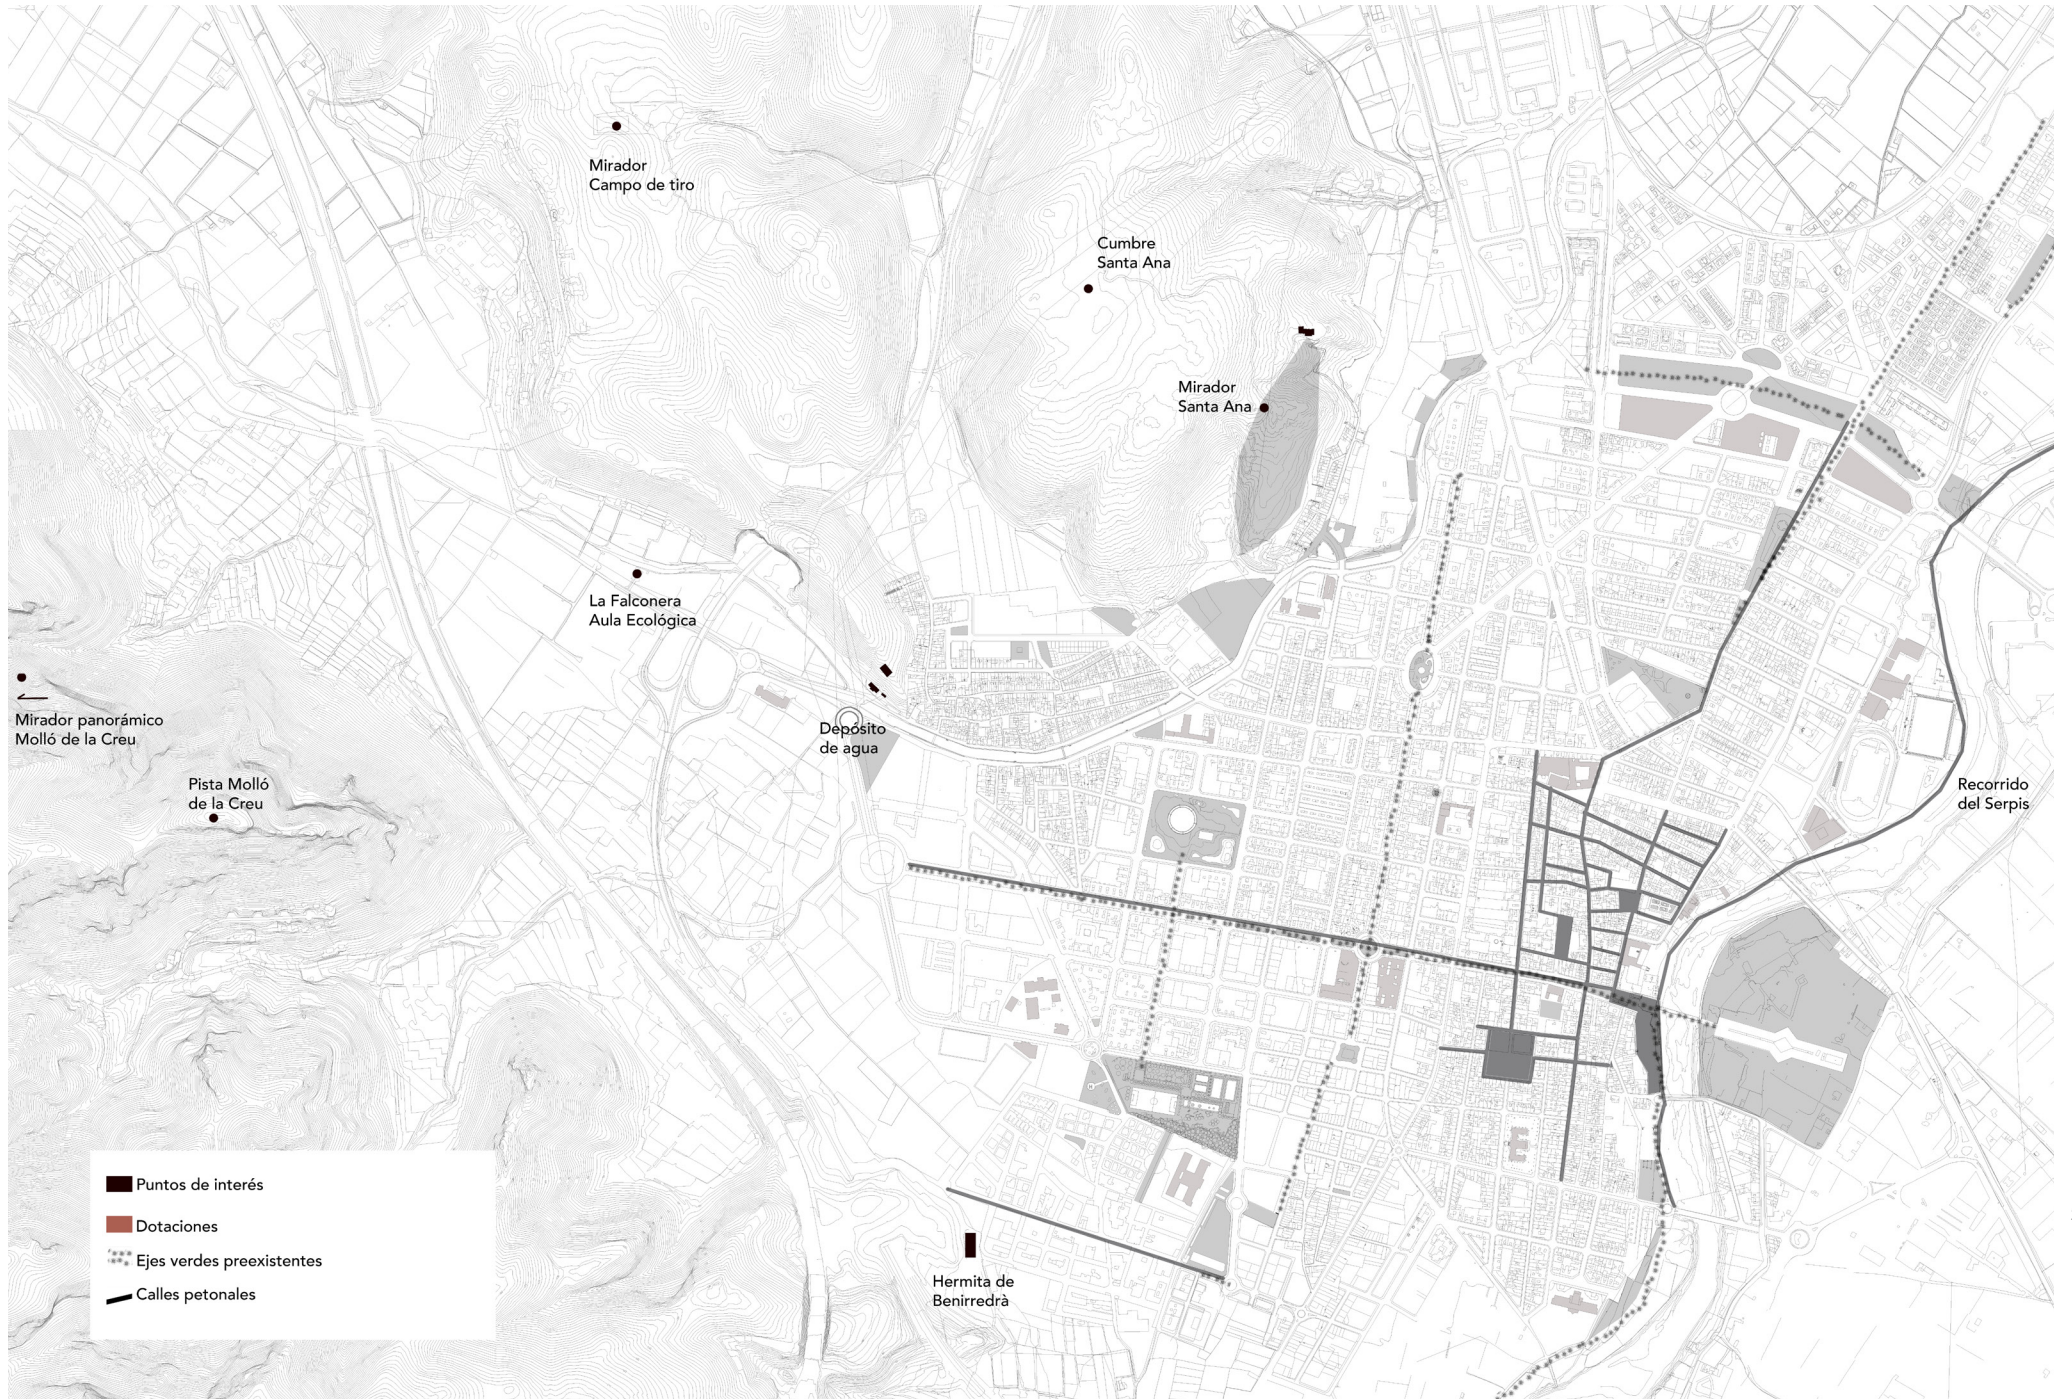 Mirador
Campo de tiro
Cumbre
Santa Ana
Mirador
Santa Ana
La Falconera
Aula Ecológica
Mirador panorámico
Molló de la Creu
Depósito
de agua
Pista Molló
de la Creu
Recorrido
del Serpis
Hermita de
Benirredrà
Puntos de interés
Dotaciones
Ejes verdes preexistentes
Calles petonales